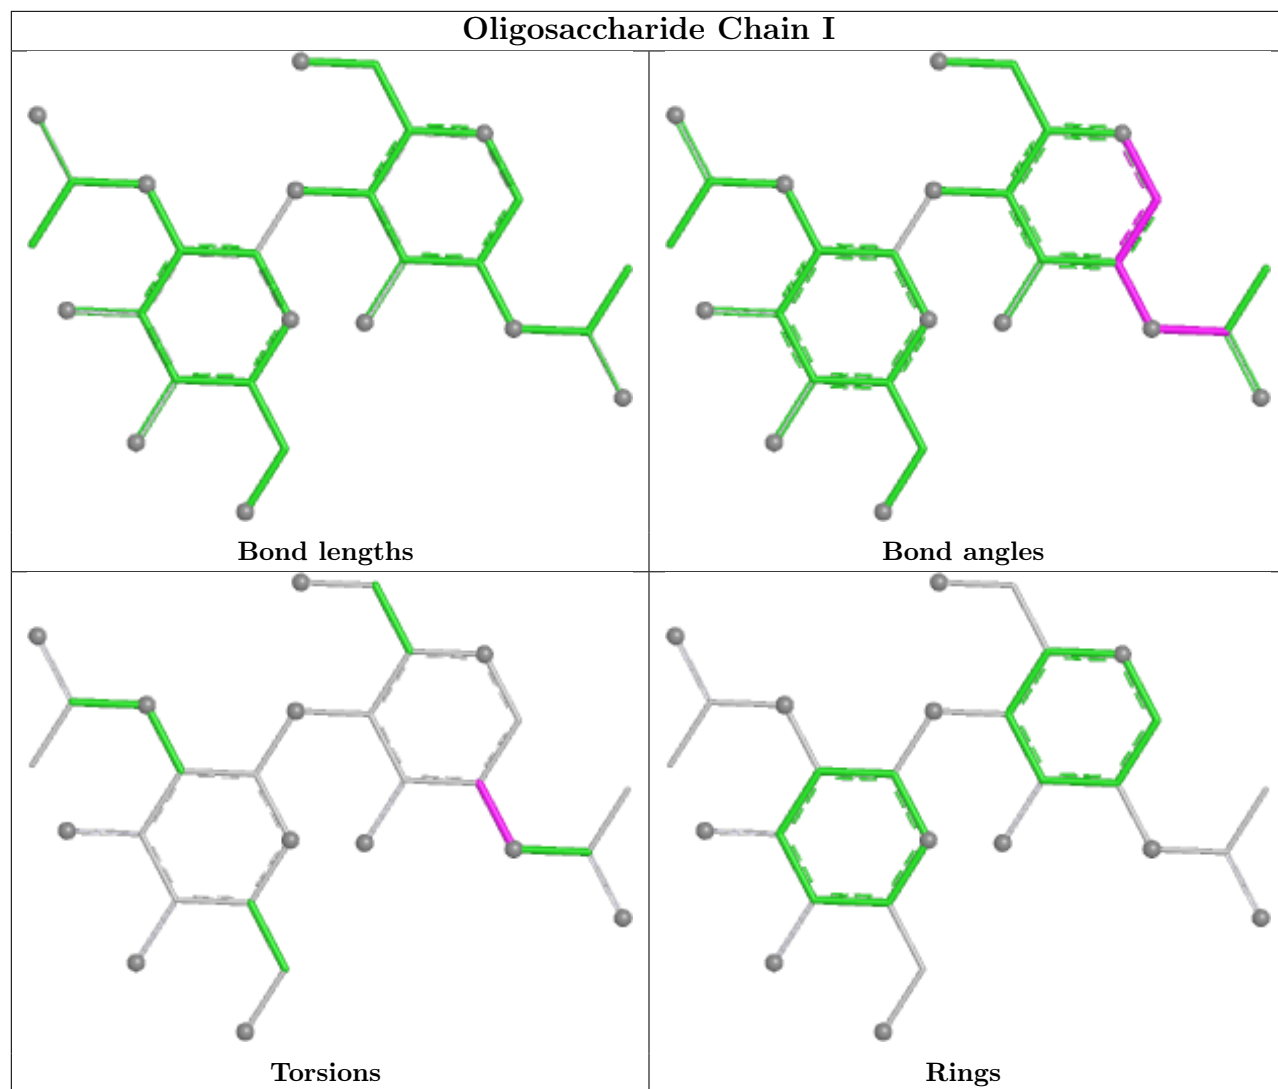 Oligosaccharide Chain I
Bond lengths
Bond angles
Torsions
Rings